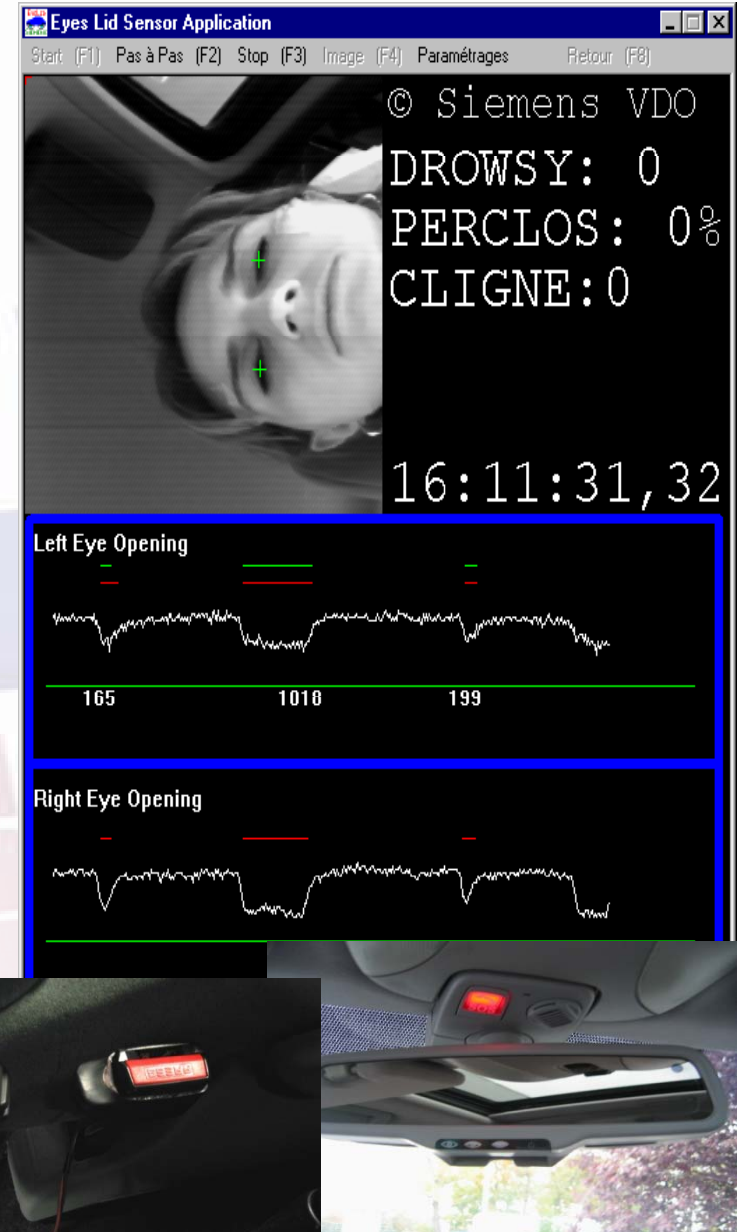 Eyes Lid Sensor Application
Start (F1) Pas à Pas (F2) Stop (F3) Image (F4) Paramétrages Retour (F8)
© Siemens VDO
DROWSY: 0
PERCLOS: 0%
CLIGNE:0
16:11:31,32
Left Eye Opening
165 1018 199
Right Eye Opening
SOS